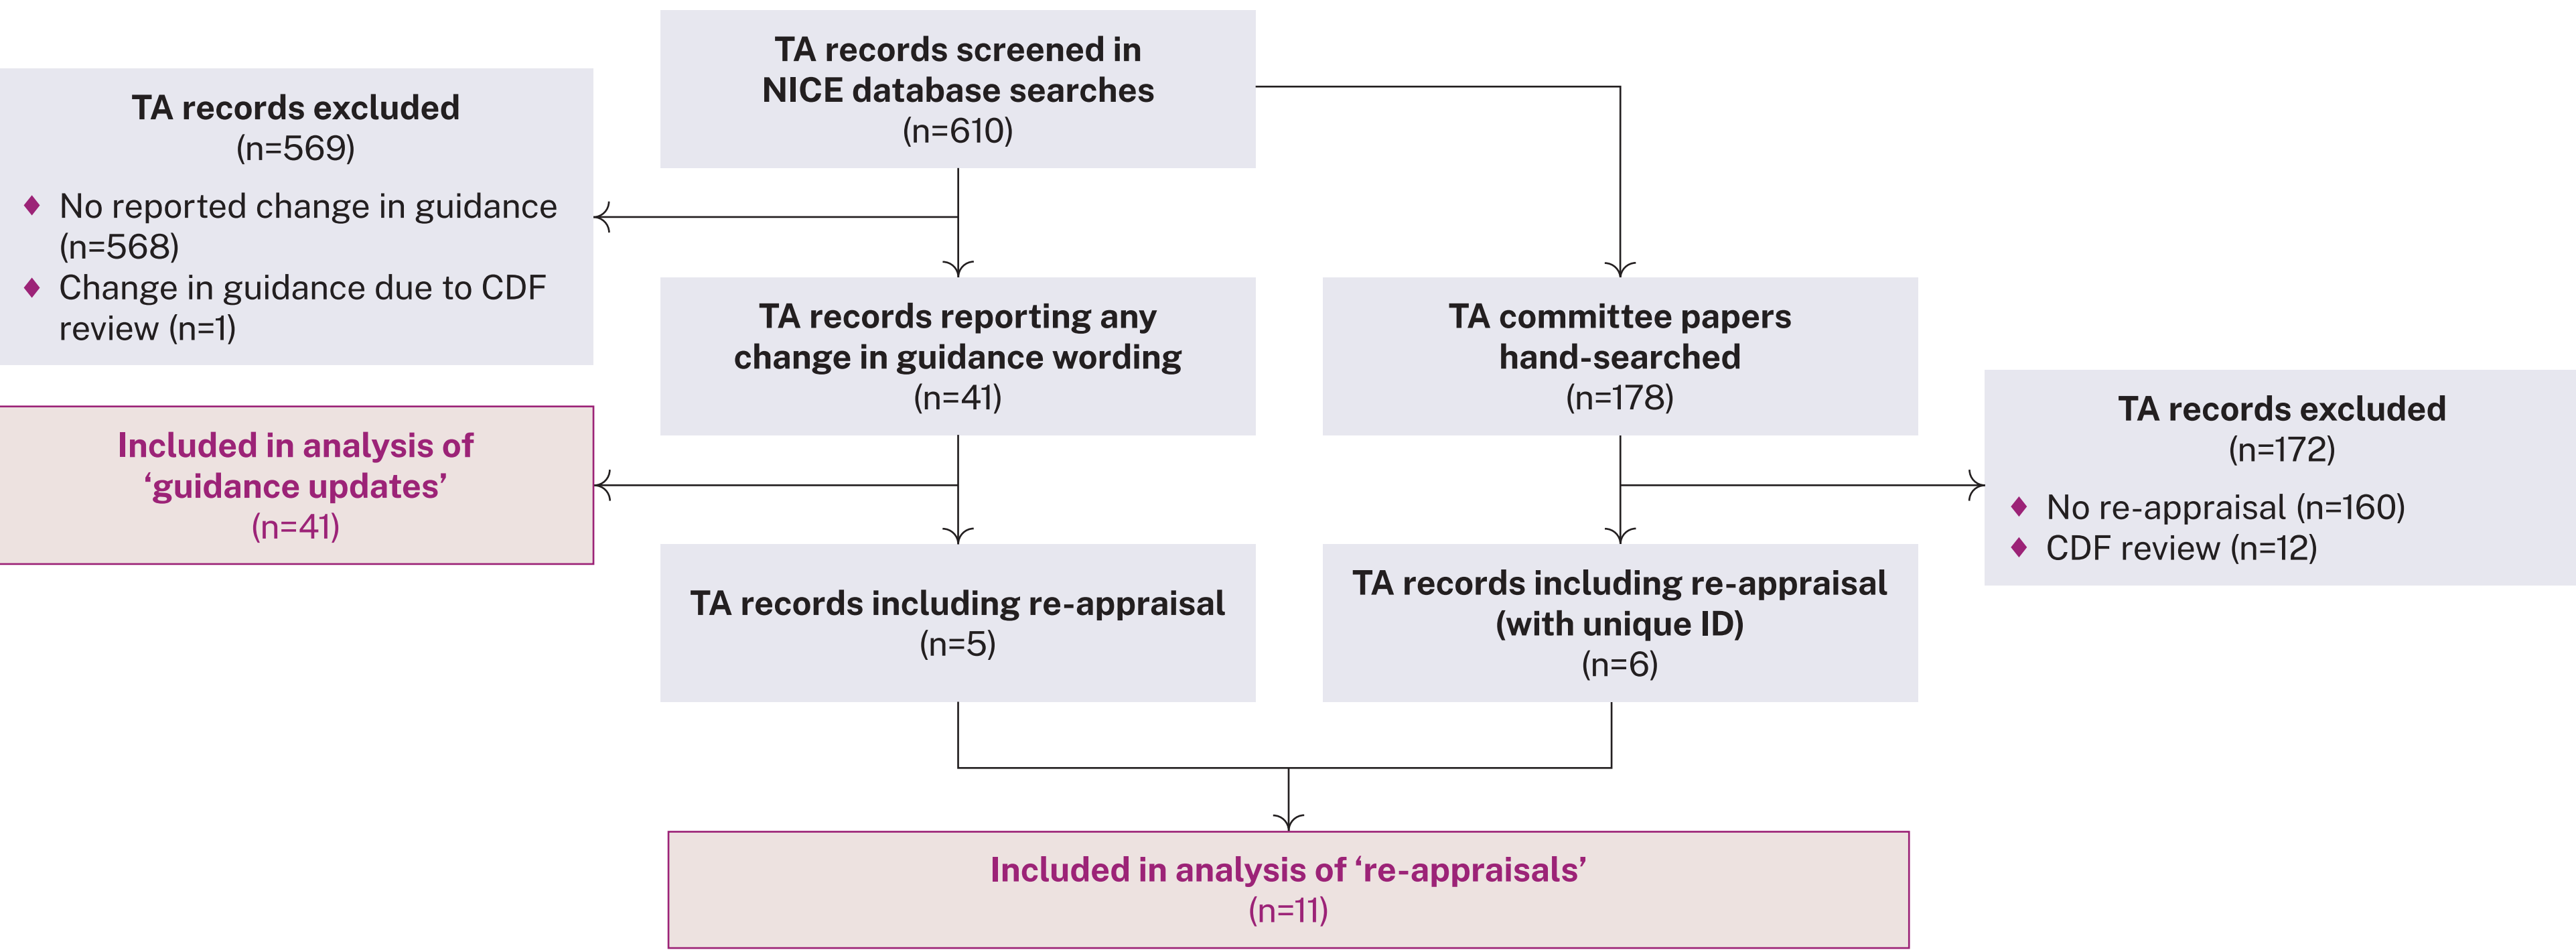 TA records screened in
NICE database searches
(n=610)
TA records excluded
(n=569)
♦ No reported change in guidance
(n=568)
♦ Change in guidance due to CDF
review (n=1)
TA records reporting any
change in guidance wording
(n=41)
TA committee papers
hand-searched
(n=178)
TA records excluded
(n=172)
♦ No re-appraisal (n=160)
♦ CDF review (n=12)
Included in analysis of
‘guidance updates’
(n=41)
TA records including re-appraisal
(n=5)
TA records including re-appraisal
(with unique ID)
(n=6)
Included in analysis of ‘re-appraisals’
(n=11)